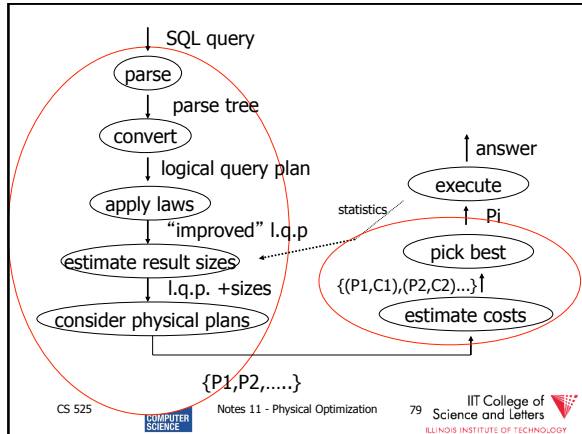 SQL query
parse
parse tree
convert
logical query plan
apply laws
“improved” l.q.p
estimate result sizes
l.q.p. +sizes
consider physical plans
{P1,P2,.....}
statistics
answer
execute
Pi
pick best
{(P1,C1),(P2,C2)...}
estimate costs
CS 525
COMPUTER
SCIENCE
Notes 11 - Physical Optimization
79
IIT College of
Science and Letters
ILLINOIS INSTITUTE OF TECHNOLOGY